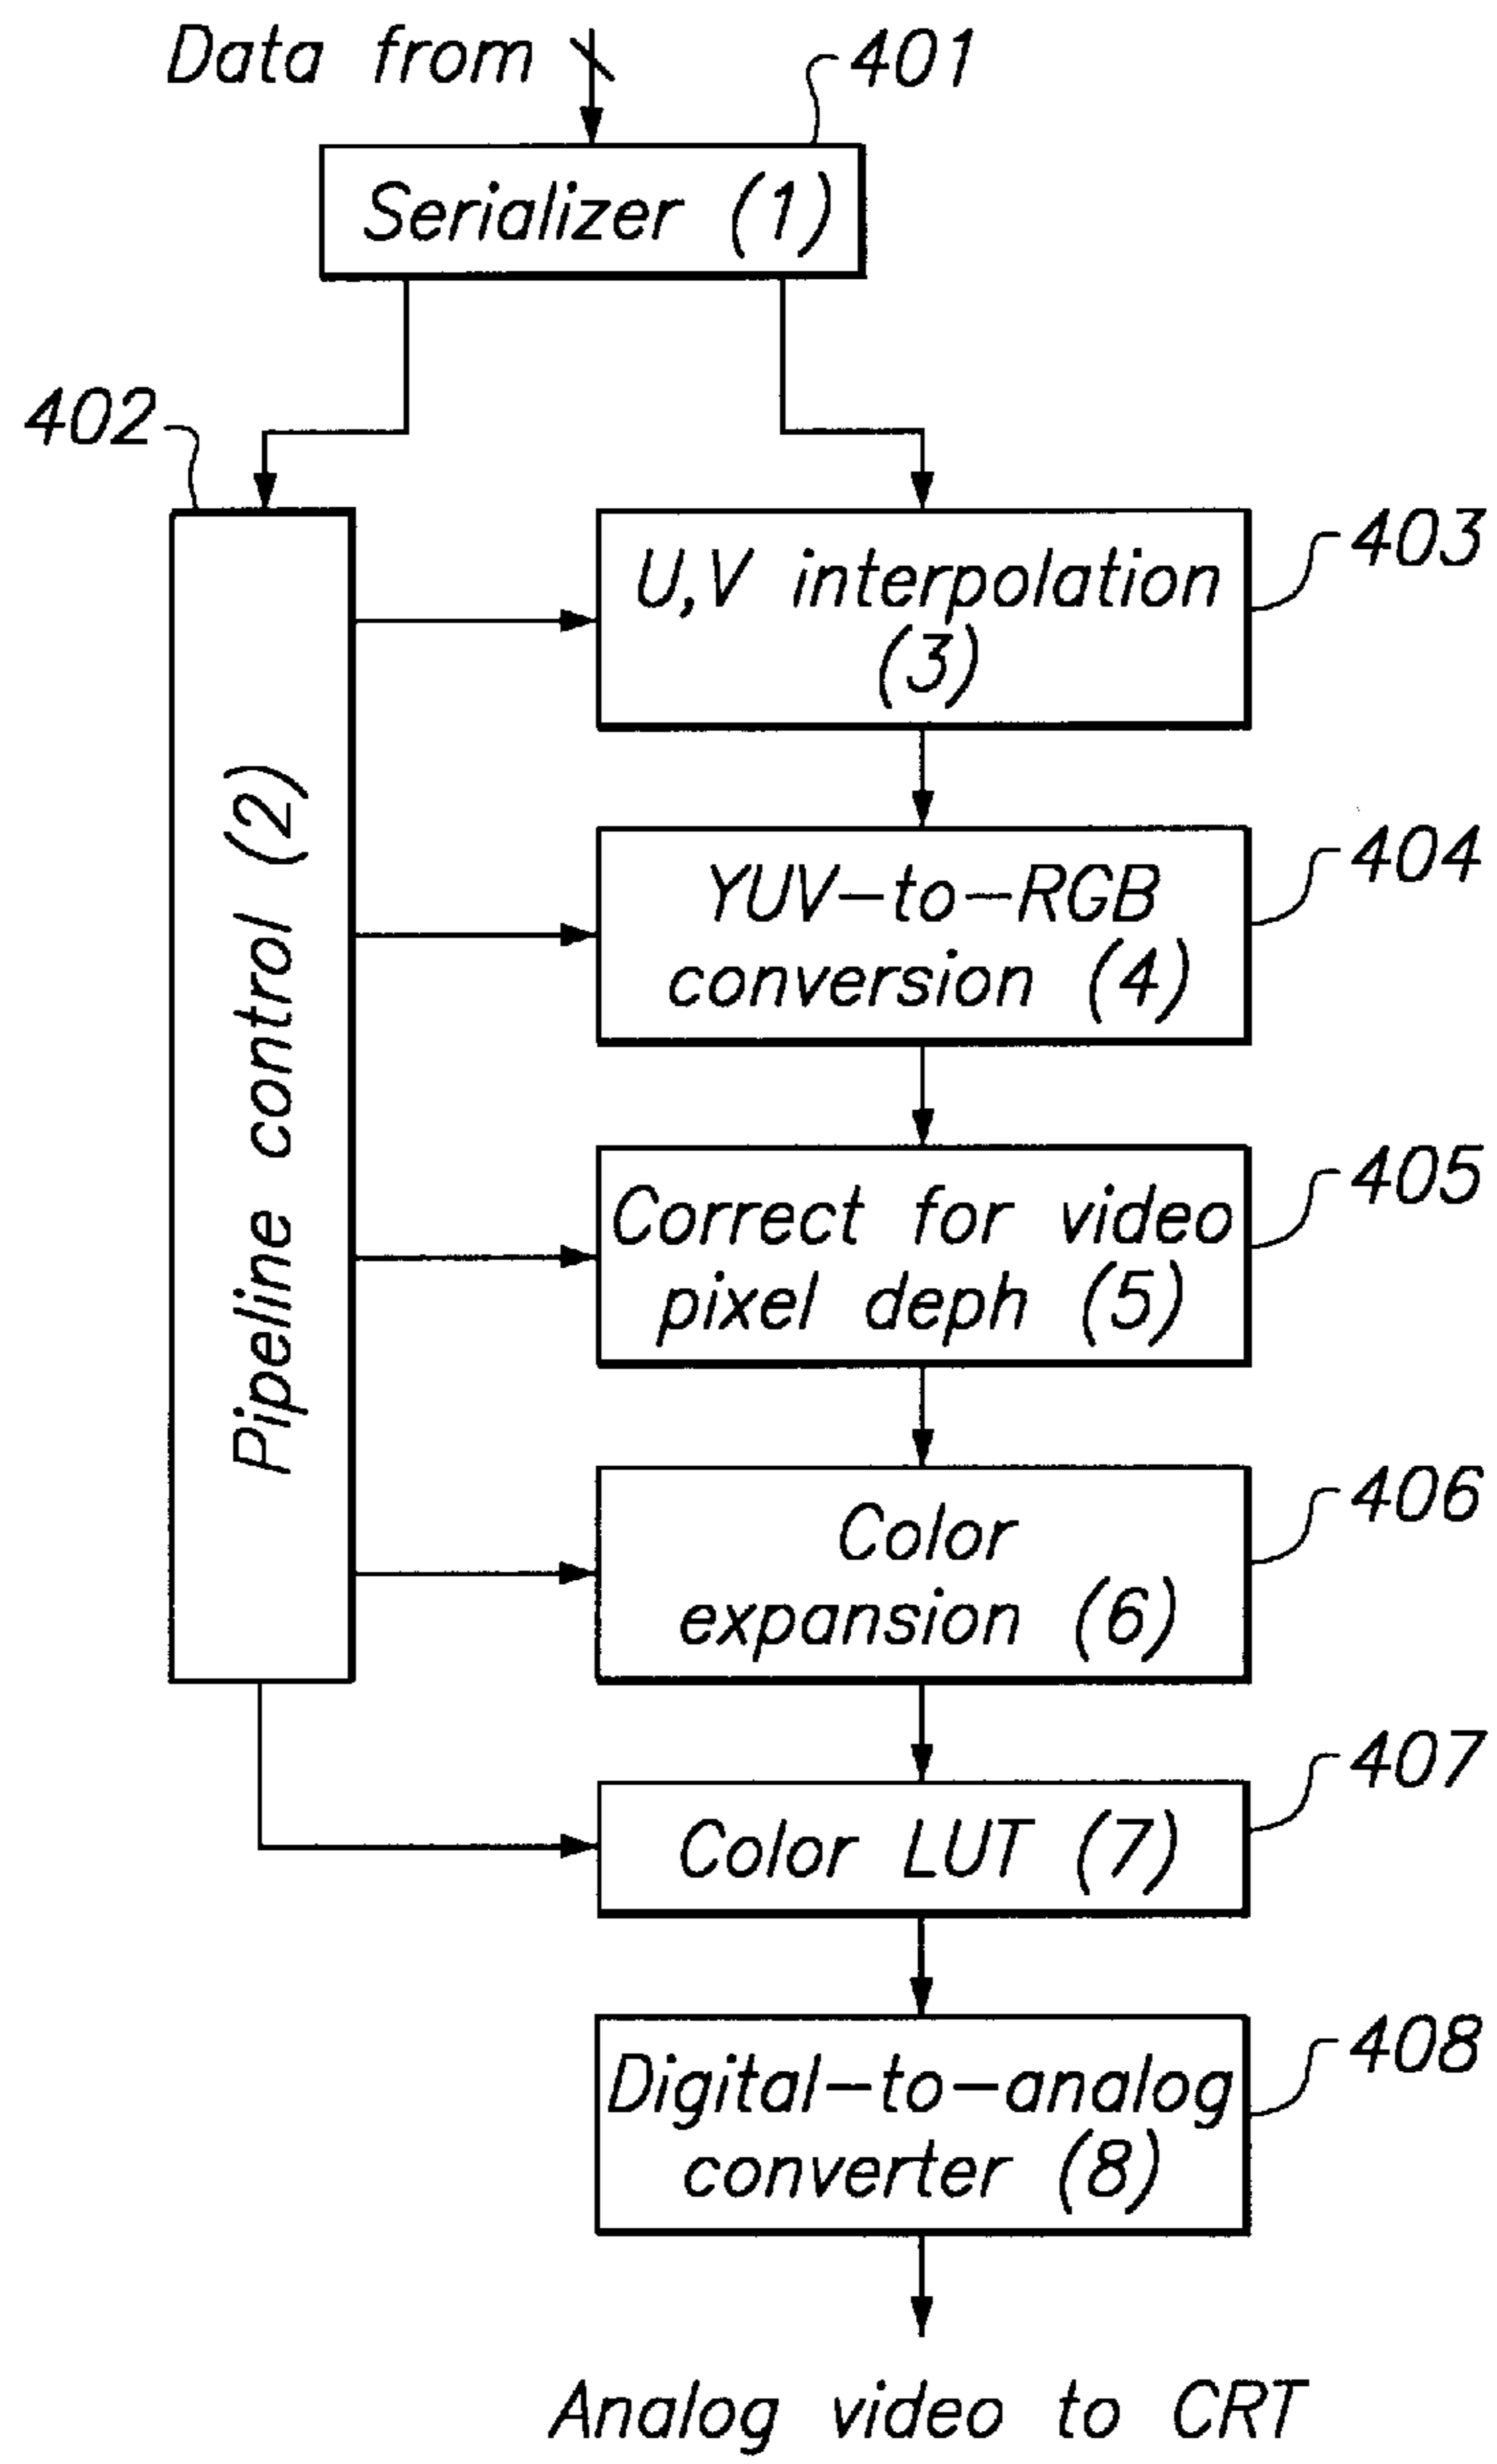 Data from
401
Serializer (1)
402
Pipeline control (2)
U,V interpolation
(3)
403
YUV-to-RGB
conversion (4)
404
Correct for video
pixel deph (5)
405
Color
expansion (6)
406
Color LUT (7)
407
Digital-to-analog
converter (8)
408
Analog video to CRT